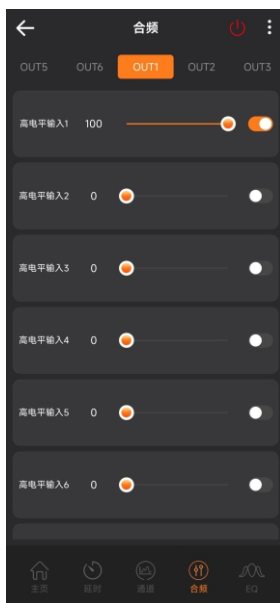 合频
OUT5 OUT6 OUT1 OUT2 OUT3
高电平输入1 100
高电平输入2 0
高电平输入3 0
高电平输入4 0
高电平输入5 0
高电平输入6 0
主页 延时 通道 合频 EQ